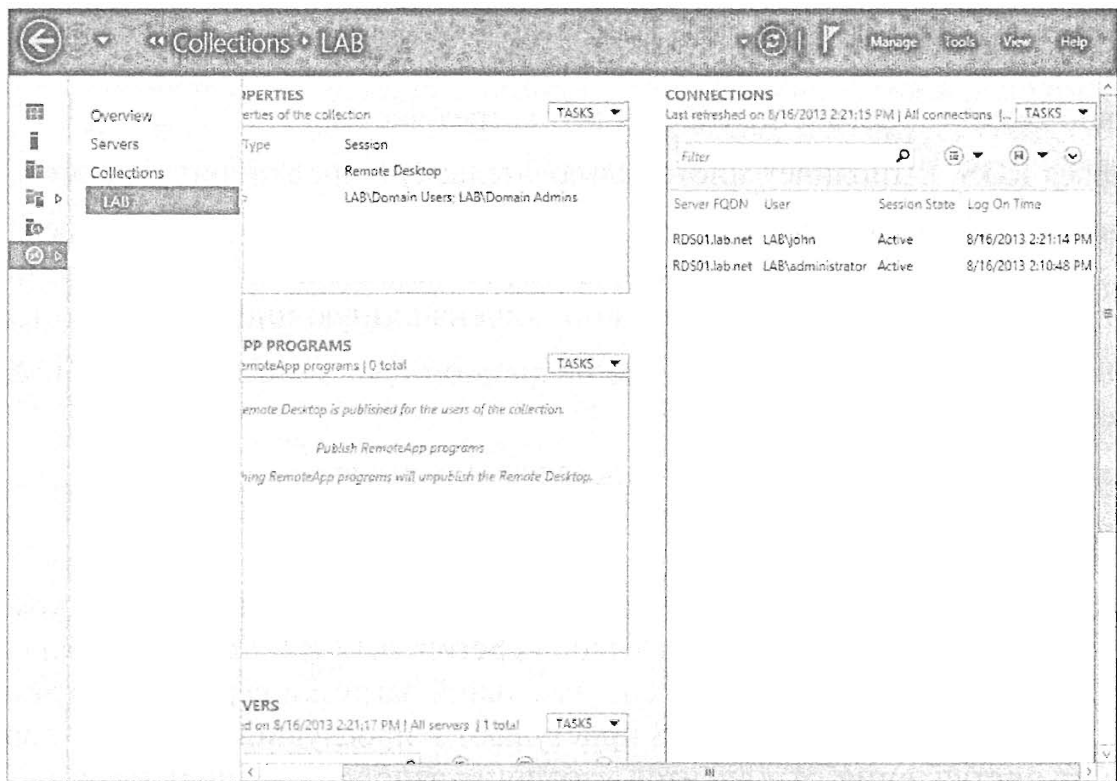 Collections • LAB
Manage Tools View Help
Overview
Servers
Collections
LAB
OPERTIES
erties of the collection
TASKS
Type Session
Remote Desktop
LAB\Domain Users; LAB\Domain Admins
PP PROGRAMS
emoteApp programs | 0 total
TASKS
emote Desktop is published for the users of the collection.
Publish RemoteApp programs
hing RemoteApp programs will unpublish the Remote Desktop.
VERS
ed on 8/16/2013 2:21:17 PM | All servers | 1 total
TASKS
CONNECTIONS
Last refreshed on 8/16/2013 2:21:15 PM | All connections |...
TASKS
Filter
Server FQDN User Session State Log On Time
RDS01.lab.net LAB\john Active 8/16/2013 2:21:14 PM
RDS01.lab.net LAB\administrator Active 8/16/2013 2:10:48 PM